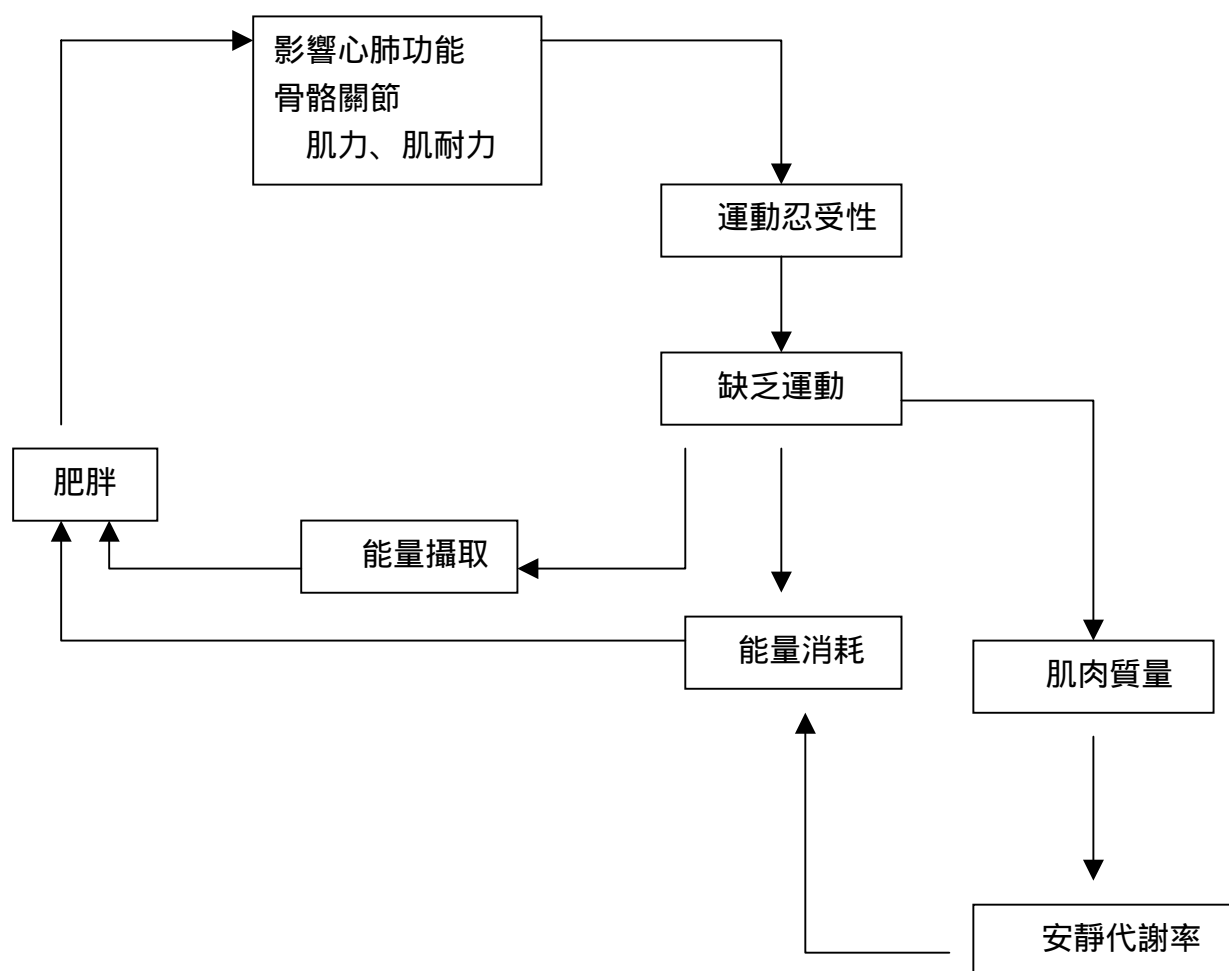 影響心肺功能
骨骼關節
肌力、肌耐力
運動忍受性
缺乏運動
肥胖
能量攝取
能量消耗
肌肉質量
安靜代謝率